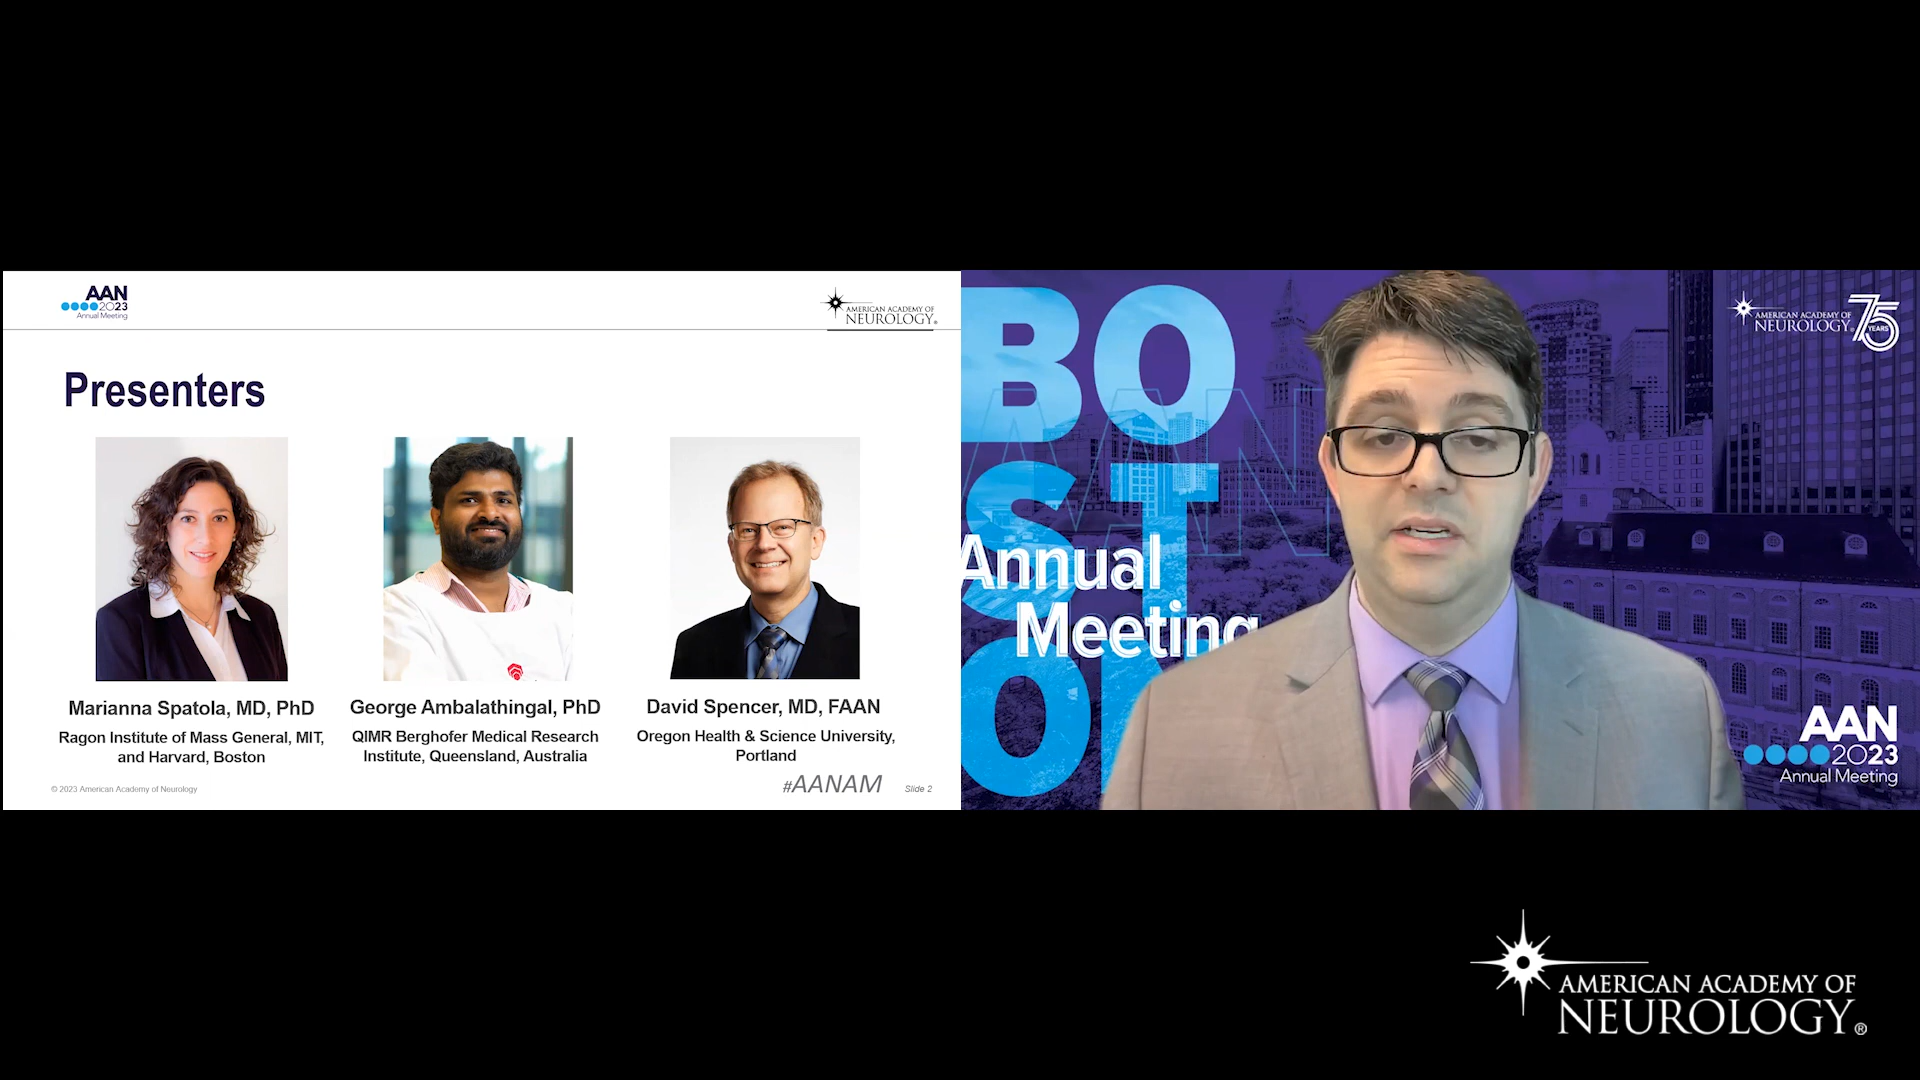 AAN
2023
Annual Meeting
AMERICAN ACADEMY OF
NEUROLOGY®
Presenters
Marianna Spatola, MD, PhD
Ragon Institute of Mass General, MIT,
and Harvard, Boston
George Ambalathingal, PhD
QIMR Berghofer Medical Research
Institute, Queensland, Australia
David Spencer, MD, FAAN
Oregon Health & Science University,
Portland
© 2023 American Academy of Neurology
#AANAM
Slide 2
BO
ST
ON
AAN
Annual
Meeting
AMERICAN ACADEMY OF
NEUROLOGY®
75
YEARS
AAN
2023
Annual Meeting
AMERICAN ACADEMY OF
NEUROLOGY®